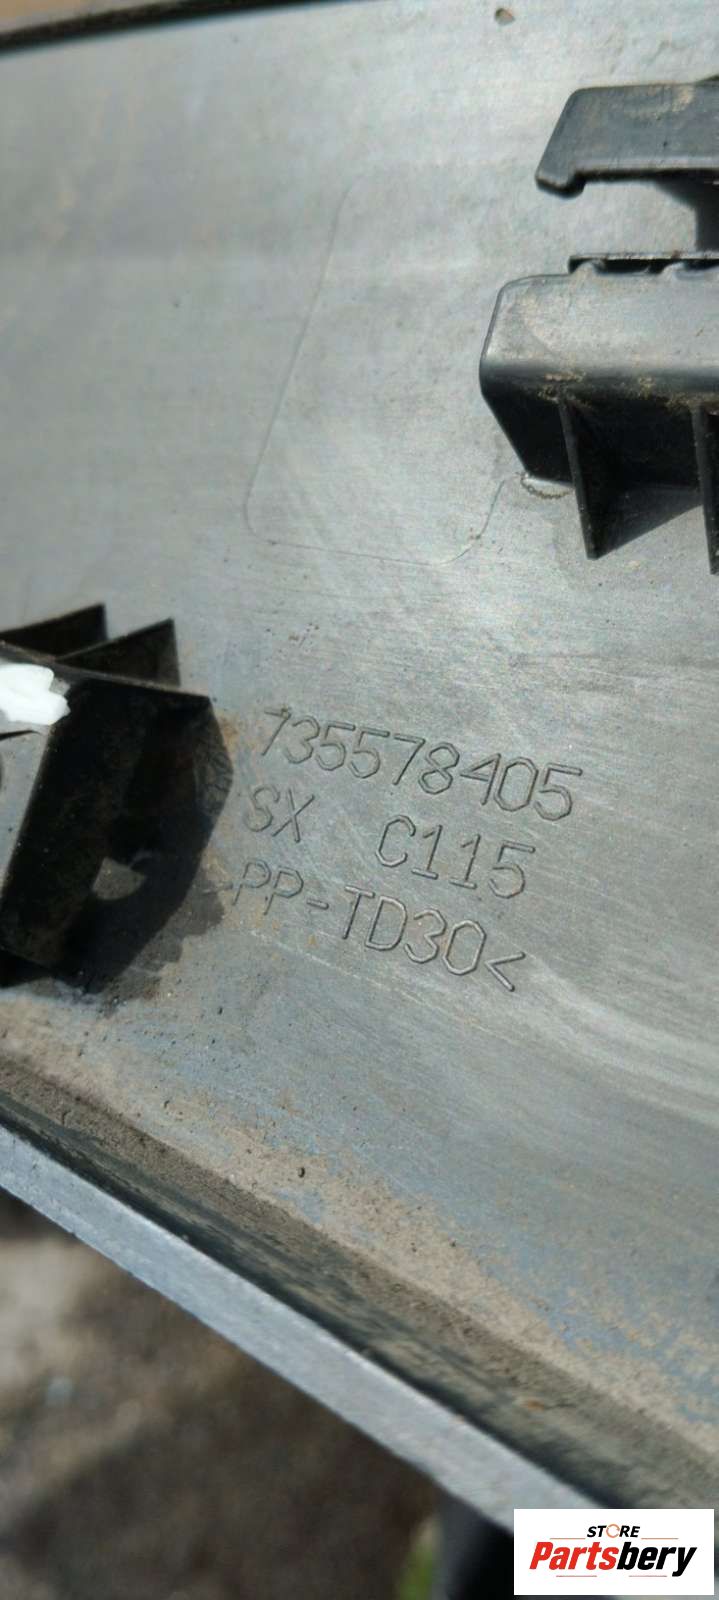 735578405
SX C115
>PP-TD30<
STORE
Partsbery